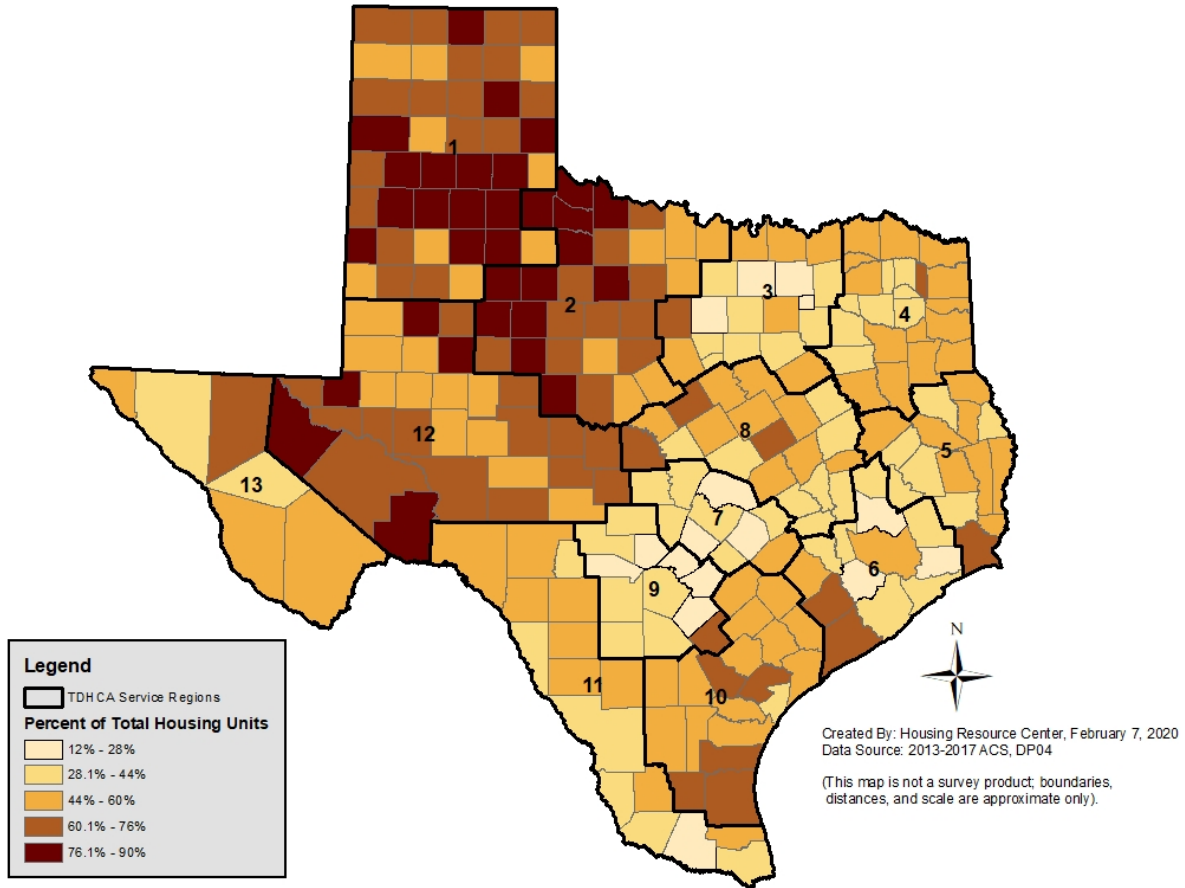 1
2
3
4
12
8
5
13
7
6
9
11
10
N
Legend
TDHCA Service Regions
Percent of Total Housing Units
12% - 28%
28.1% - 44%
44% - 60%
60.1% - 76%
76.1% - 90%
Created By: Housing Resource Center, February 7, 2020
Data Source: 2013-2017 ACS, DP04
(This map is not a survey product; boundaries,
distances, and scale are approximate only).